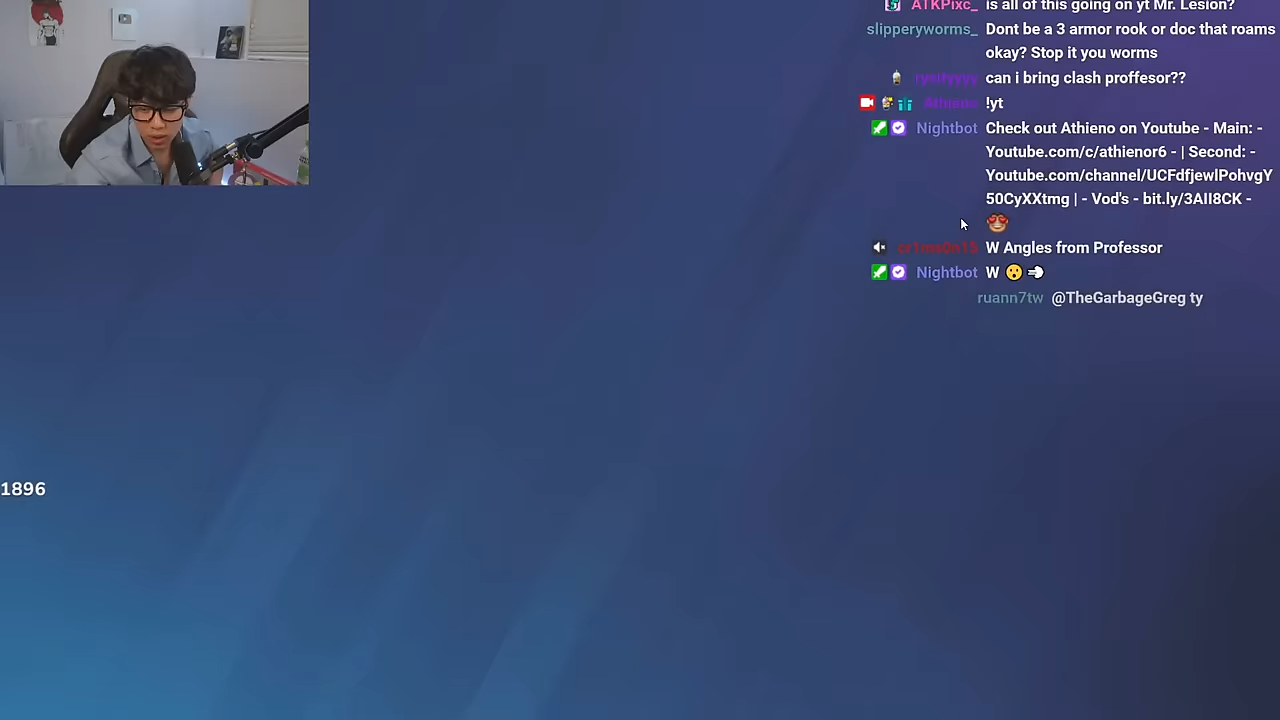 ATKPixc_ is all of this going on yt Mr. Lesion?
slipperyworms_ Dont be a 3 armor rook or doc that roams
okay? Stop it you worms
can i bring clash proffesor??
Athieno !yt
Nightbot Check out Athieno on Youtube - Main: -
Youtube.com/c/athienor6 - | Second: -
Youtube.com/channel/UCFdfjewlPohvgY
50CyXXtmg | - Vod's - bit.ly/3AII8CK -
W Angles from Professor
Nightbot W
ruann7tw @TheGarbageGreg ty
1896